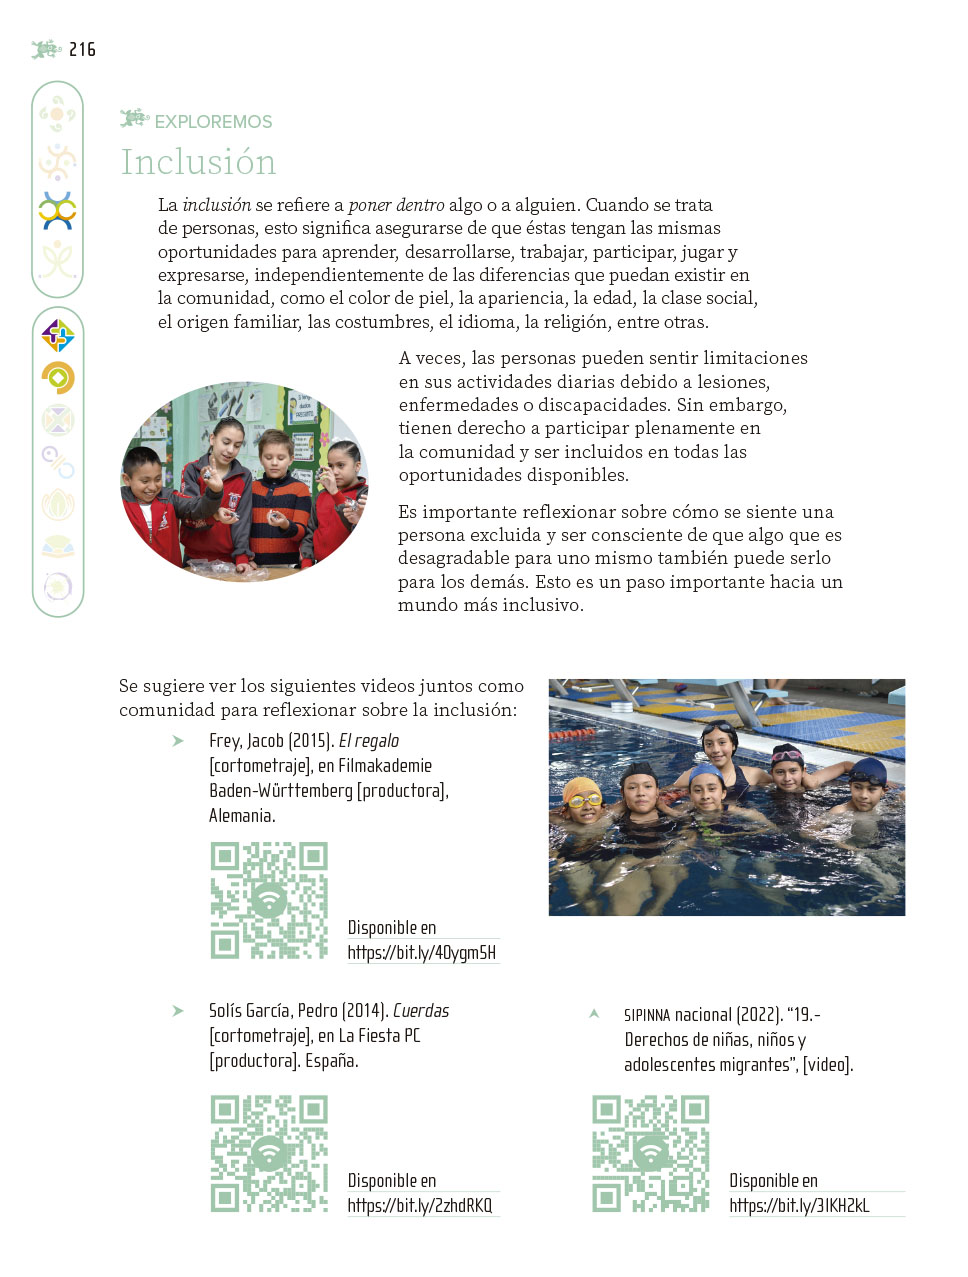 216
EXPLOREMOS
Inclusión
La inclusión se refiere a poner dentro algo o a alguien. Cuando se trata
de personas, esto significa asegurarse de que éstas tengan las mismas
oportunidades para aprender, desarrollarse, trabajar, participar, jugar y
expresarse, independientemente de las diferencias que puedan existir en
la comunidad, como el color de piel, la apariencia, la edad, la clase social,
el origen familiar, las costumbres, el idioma, la religión, entre otras.
A veces, las personas pueden sentir limitaciones
en sus actividades diarias debido a lesiones,
enfermedades o discapacidades. Sin embargo,
tienen derecho a participar plenamente en
la comunidad y ser incluidos en todas las
oportunidades disponibles.
Es importante reflexionar sobre cómo se siente una
persona excluida y ser consciente de que algo que es
desagradable para uno mismo también puede serlo
para los demás. Esto es un paso importante hacia un
mundo más inclusivo.
Se sugiere ver los siguientes videos juntos como
comunidad para reflexionar sobre la inclusión:
Frey, Jacob (2015). El regalo
[cortometraje], en Filmakademie
Baden-Württemberg [productora],
Alemania.
Disponible en
https://bit.ly/40ygm5H
Solís García, Pedro (2014). Cuerdas
[cortometraje], en La Fiesta PC
[productora]. España.
Disponible en
https://bit.ly/2zhdRKQ
SIPINNA nacional (2022). “19.-
Derechos de niñas, niños y
adolescentes migrantes”, [video].
Disponible en
https://bit.ly/3IKH2kL